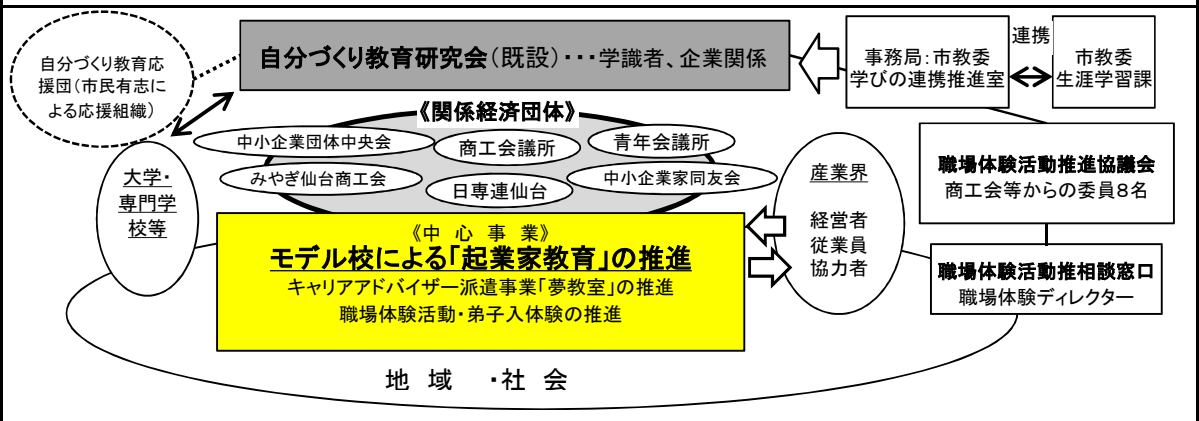 自分づくり教育応
援団(市民有志に
よる応援組織)
自分づくり教育研究会(既設)・・・学識者、企業関係
事務局:市教委
学びの連携推進室
連携
市教委
生涯学習課
《関係経済団体》
中小企業団体中央会
商工会議所
青年会議所
みやぎ仙台商工会
日専連仙台
中小企業家同友会
大学・
専門学
校等
《中 心 事 業》
モデル校による「起業家教育」の推進
キャリアアドバイザー派遣事業「夢教室」の推進
職場体験活動・弟子入体験の推進
産業界
経営者
従業員
協力者
職場体験活動推進協議会
商工会等からの委員8名
職場体験活動推相談窓口
職場体験ディレクター
地 域 ・社 会